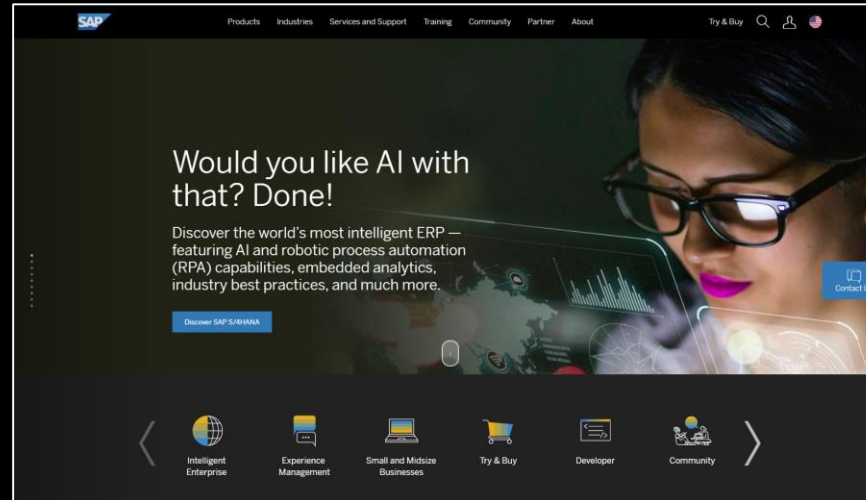 SAP
Products Industries Services and Support Training Community Partner About Try & Buy
Would you like AI with
that? Done!
Discover the world's most intelligent ERP —
featuring AI and robotic process automation
(RPA) capabilities, embedded analytics,
industry best practices, and much more.
Contact
Discover SAP S/4HANA
Intelligent
Enterprise
Experience
Management
Small and Midsize
Businesses
Try & Buy
Developer
Community